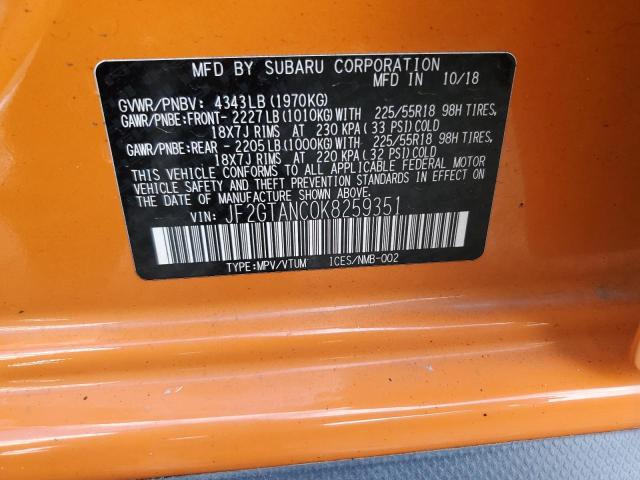 MFD BY SUBARU CORPORATION
MFD IN 10/18
GVWR/PNBV: 4343LB(1970KG)
GAWR/PNBE:FRONT- 2227LB(1010KG)WITH 225/55R18 98H TIRES,
18X7J RIMS AT 230 KPA(33 PSI)COLD
GAWR/PNBE:REAR - 2205LB(1000KG)WITH 225/55R18 98H TIRES,
18X7J RIMS AT 220 KPA(32 PSI)COLD
THIS VEHICLE CONFORMS TO ALL APPLICABLE FEDERAL MOTOR
VEHICLE SAFETY AND THEFT PREVENTION STANDARDS IN EFFECT ON
THE DATE OF MANUFACTURE SHOWN ABOVE.
VIN: JF2GTANC0K8259351
TYPE:MPV/VTUM ICES/NMB-002